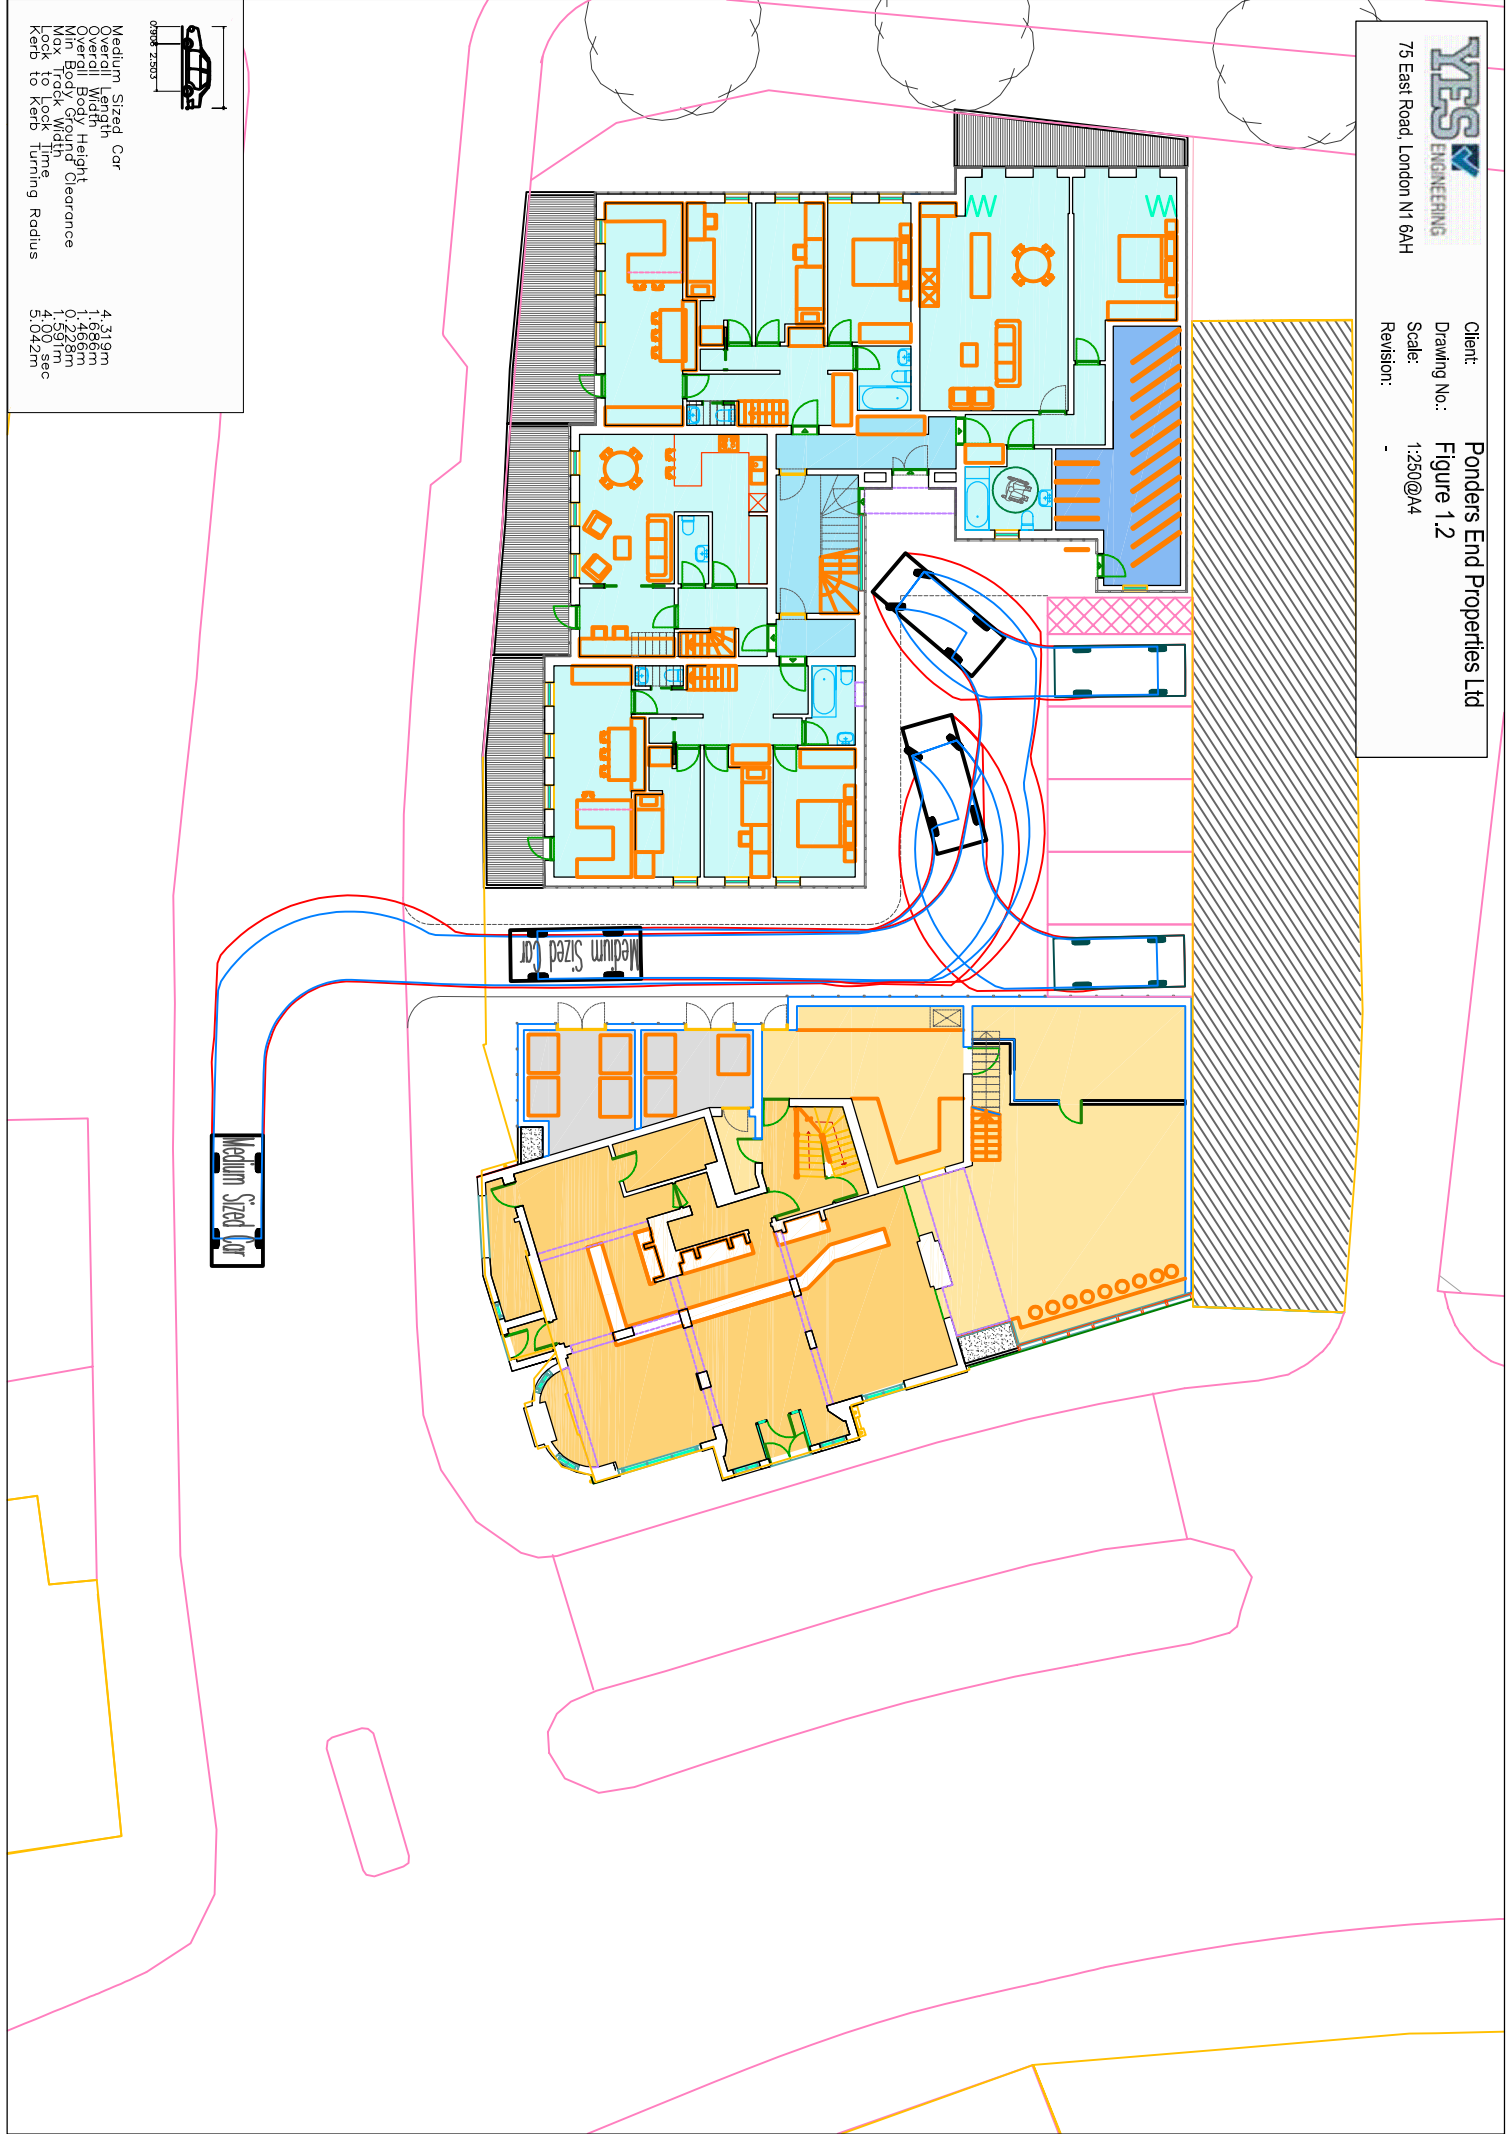 YES ENGINEERING
75 East Road, London N1 6AH
Client: Ponders End Properties Ltd
Drawing No.: Figure 1.2
Scale: 1:250@A4
Revision: -
Medium Sized Car
Medium Sized Car
2.503
Medium Sized Car
Overall Length 4.319m
Overall Width 1.686m
Overall Body Height 1.466m
Min Body Ground Clearance 0.228m
Max Track Width 1.591m
Lock to Lock Time 4.00 sec
Kerb to Kerb Turning Radius 5.042m